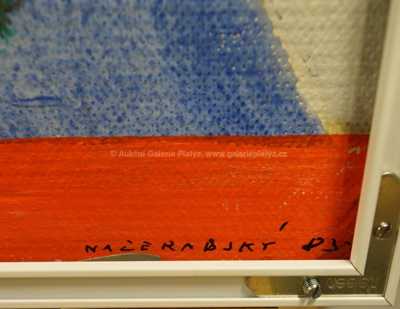 © Aukční Galerie Platýz, www.galerieplatyz.cz
NAČERADSKÝ 83